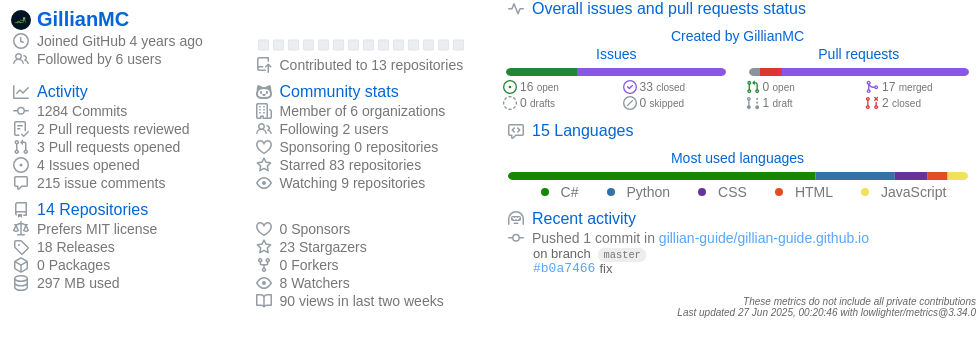 GillianMC
Joined GitHub 4 years ago
Followed by 6 users
Contributed to 13 repositories
Activity
1284 Commits
2 Pull requests reviewed
3 Pull requests opened
4 Issues opened
215 issue comments
Community stats
Member of 6 organizations
Following 2 users
Sponsoring 0 repositories
Starred 83 repositories
Watching 9 repositories
14 Repositories
Prefers MIT license
18 Releases
0 Packages
297 MB used
0 Sponsors
23 Stargazers
0 Forkers
8 Watchers
90 views in last two weeks
Overall issues and pull requests status
Created by GillianMC
Issues
16 open
33 closed
0 drafts
0 skipped
Pull requests
0 open
17 merged
1 draft
2 closed
15 Languages
Most used languages
C# Python CSS HTML JavaScript
Recent activity
Pushed 1 commit in gillian-guide/gillian-guide.github.io
on branch master
#b0a7466 fix
These metrics do not include all private contributions
Last updated 27 Jun 2025, 00:20:46 with lowlighter/metrics@3.34.0